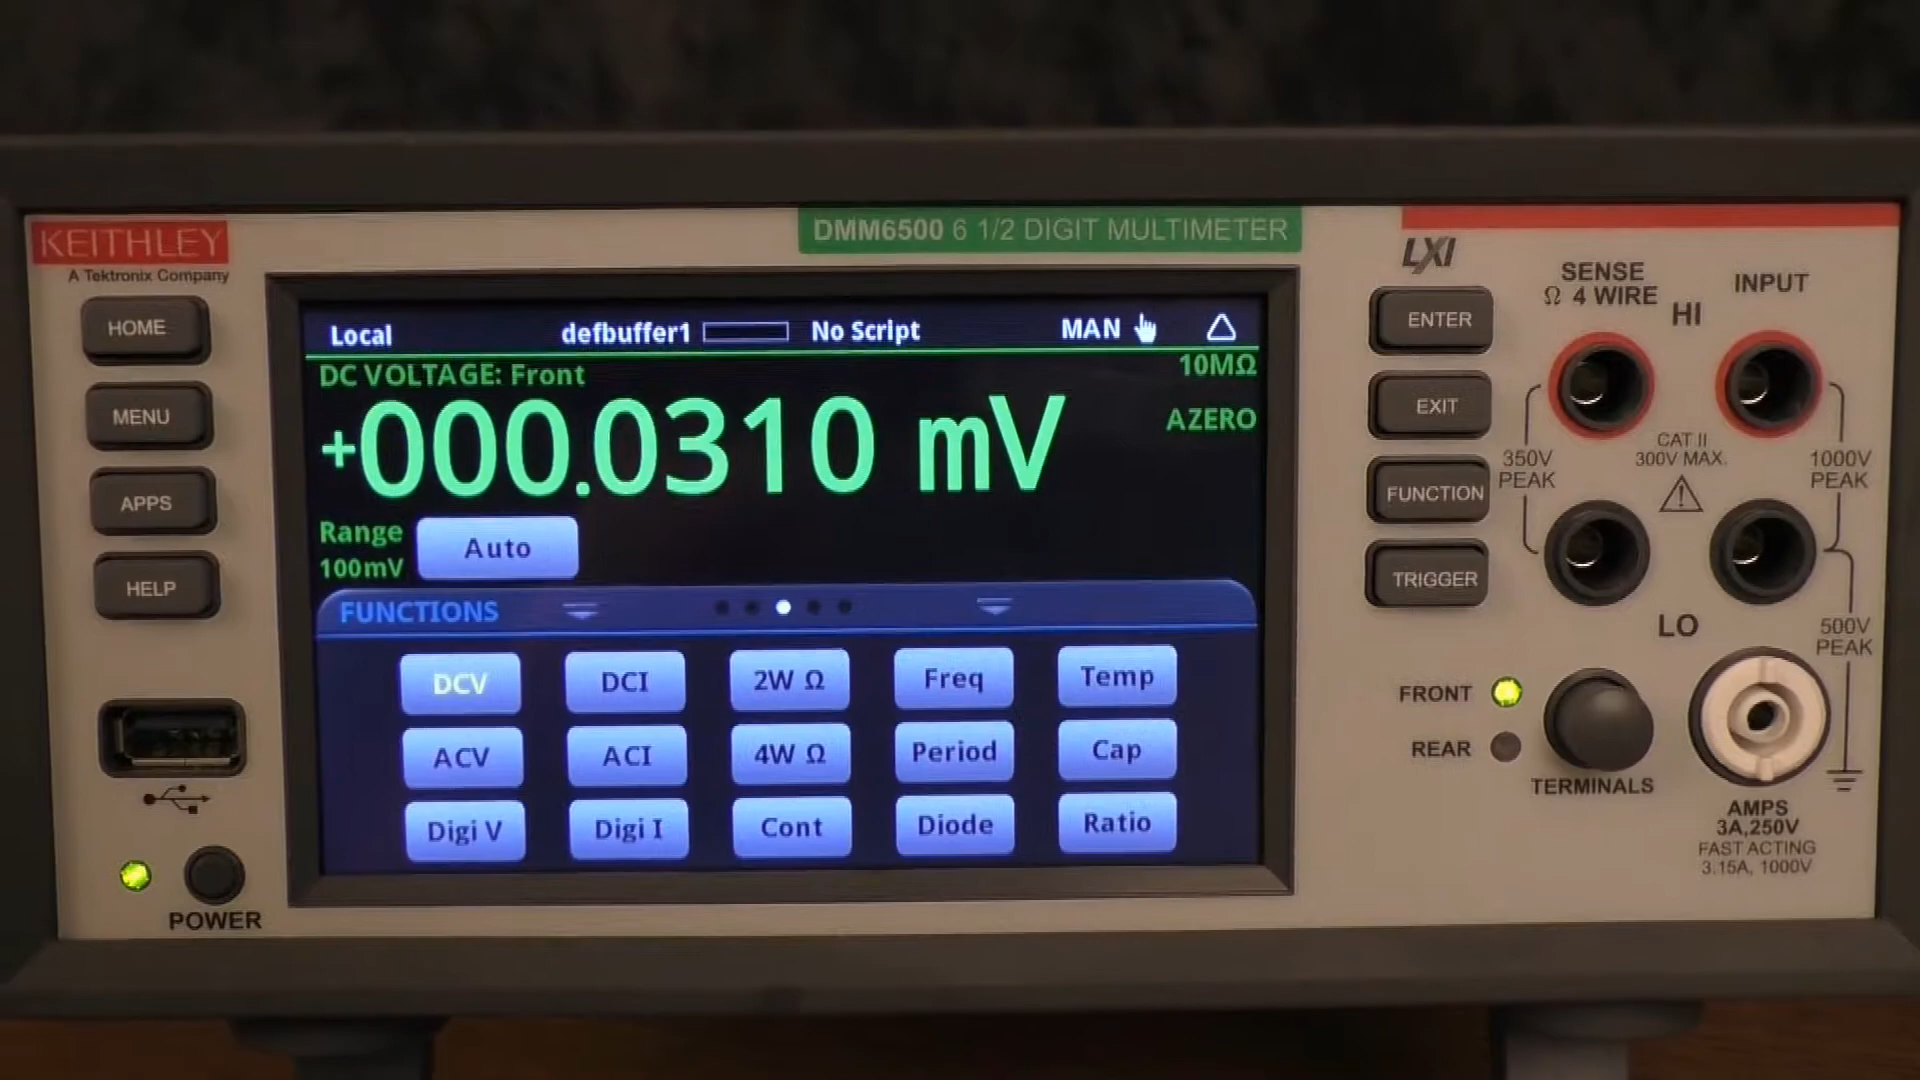 KEITHLEY
A Tektronix Company
DMM6500 6 1/2 DIGIT MULTIMETER
LXI
HOME
MENU
APPS
HELP
POWER
Local defbuffer1 No Script MAN
DC VOLTAGE: Front 10MΩ
+000.0310 mV AZERO
Range Auto
100mV
FUNCTIONS
DCV DCI 2W Ω Freq Temp
ACV ACI 4W Ω Period Cap
Digi V Digi I Cont Diode Ratio
ENTER
EXIT
FUNCTION
TRIGGER
SENSE
Ω 4 WIRE
INPUT
HI
350V
PEAK
CAT II
300V MAX.
1000V
PEAK
LO
500V
PEAK
FRONT
REAR
TERMINALS
AMPS
3A,250V
FAST ACTING
3.15A, 1000V